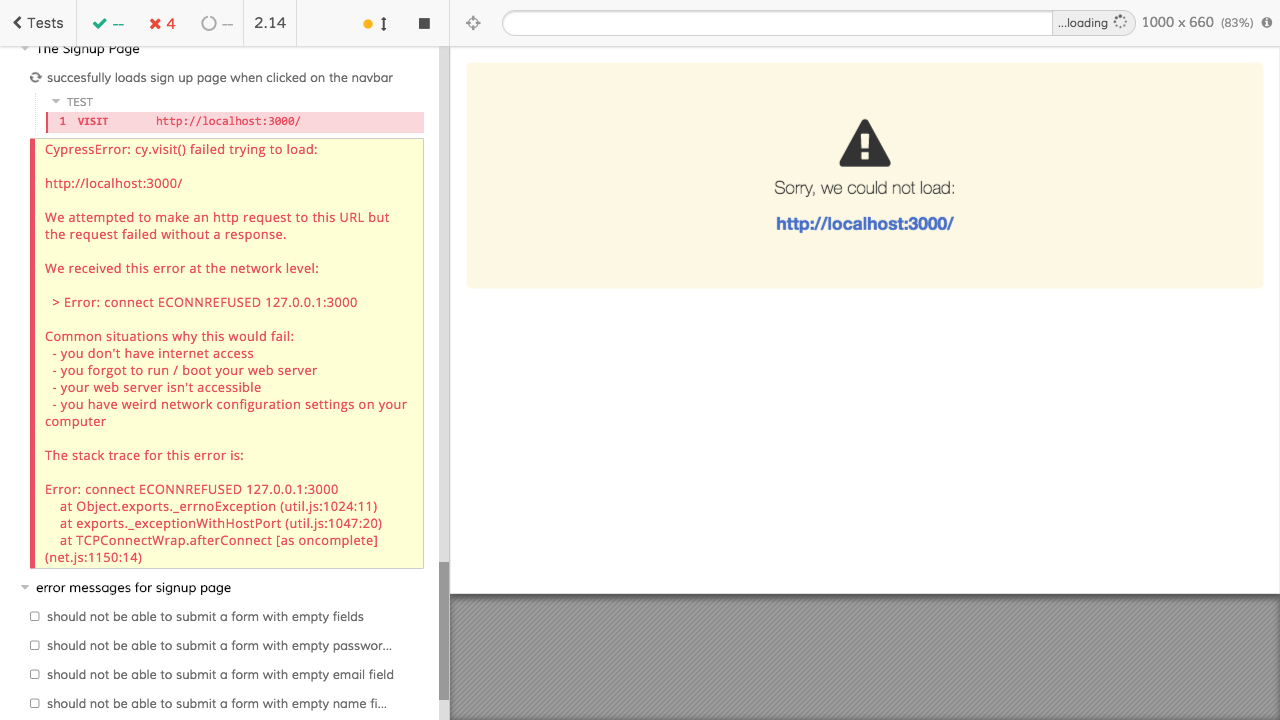 Tests
--
4
--
2.14
...loading
1000 x 660 (83%)
The Signup Page
succesfully loads sign up page when clicked on the navbar
TEST
1 VISIT http://localhost:3000/
CypressError: cy.visit() failed trying to load:
http://localhost:3000/
We attempted to make an http request to this URL but
the request failed without a response.
We received this error at the network level:
> Error: connect ECONNREFUSED 127.0.0.1:3000
Common situations why this would fail:
- you don't have internet access
- you forgot to run / boot your web server
- your web server isn't accessible
- you have weird network configuration settings on your
computer
The stack trace for this error is:
Error: connect ECONNREFUSED 127.0.0.1:3000
at Object.exports._errnoException (util.js:1024:11)
at exports._exceptionWithHostPort (util.js:1047:20)
at TCPConnectWrap.afterConnect [as oncomplete]
(net.js:1150:14)
error messages for signup page
should not be able to submit a form with empty fields
should not be able to submit a form with empty passwor...
should not be able to submit a form with empty email field
should not be able to submit a form with empty name fi...
Sorry, we could not load:
http://localhost:3000/